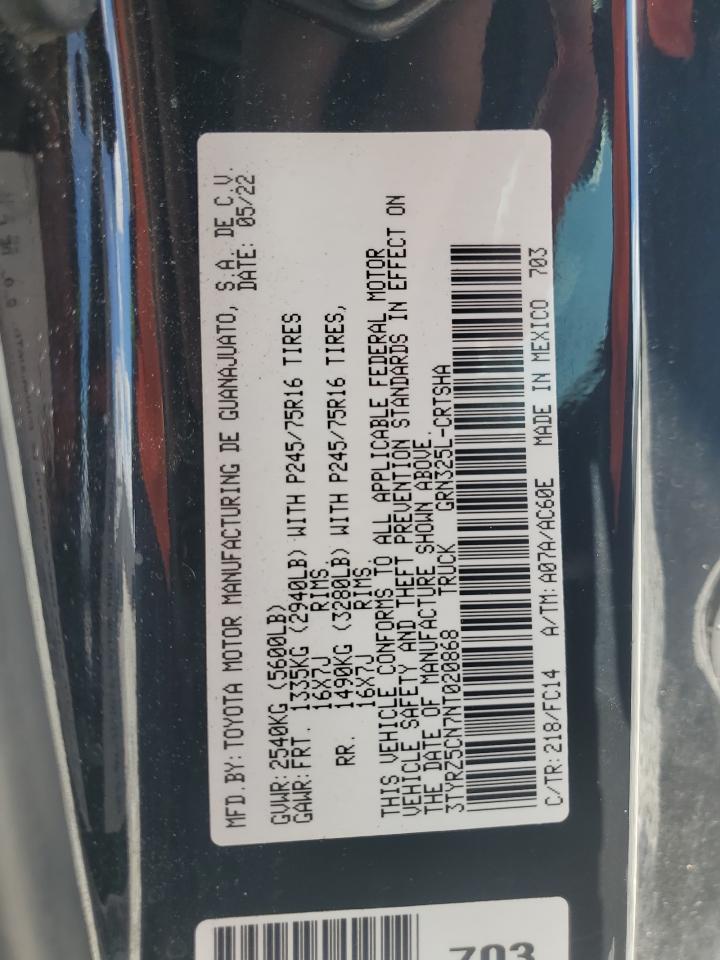 MFD.BY: TOYOTA MOTOR MANUFACTURING DE GUANAJUATO, S.A. DE C.V.
DATE: 05/22
GVWR: 2540KG (5600LB)
GAWR: FRT. 1335KG (2940LB) WITH P245/75R16 TIRES
16X7J RIMS,
RR. 1490KG (3280LB) WITH P245/75R16 TIRES,
16X7J RIMS.
THIS VEHICLE CONFORMS TO ALL APPLICABLE FEDERAL MOTOR
VEHICLE SAFETY AND THEFT PREVENTION STANDARDS IN EFFECT ON
THE DATE OF MANUFACTURE SHOWN ABOVE.
3TYRZ5CN7NT020868 TRUCK GRN325L-CRTSHA
C/TR: 218/FC14 A/TM: A07A/AC60E MADE IN MEXICO 703
703